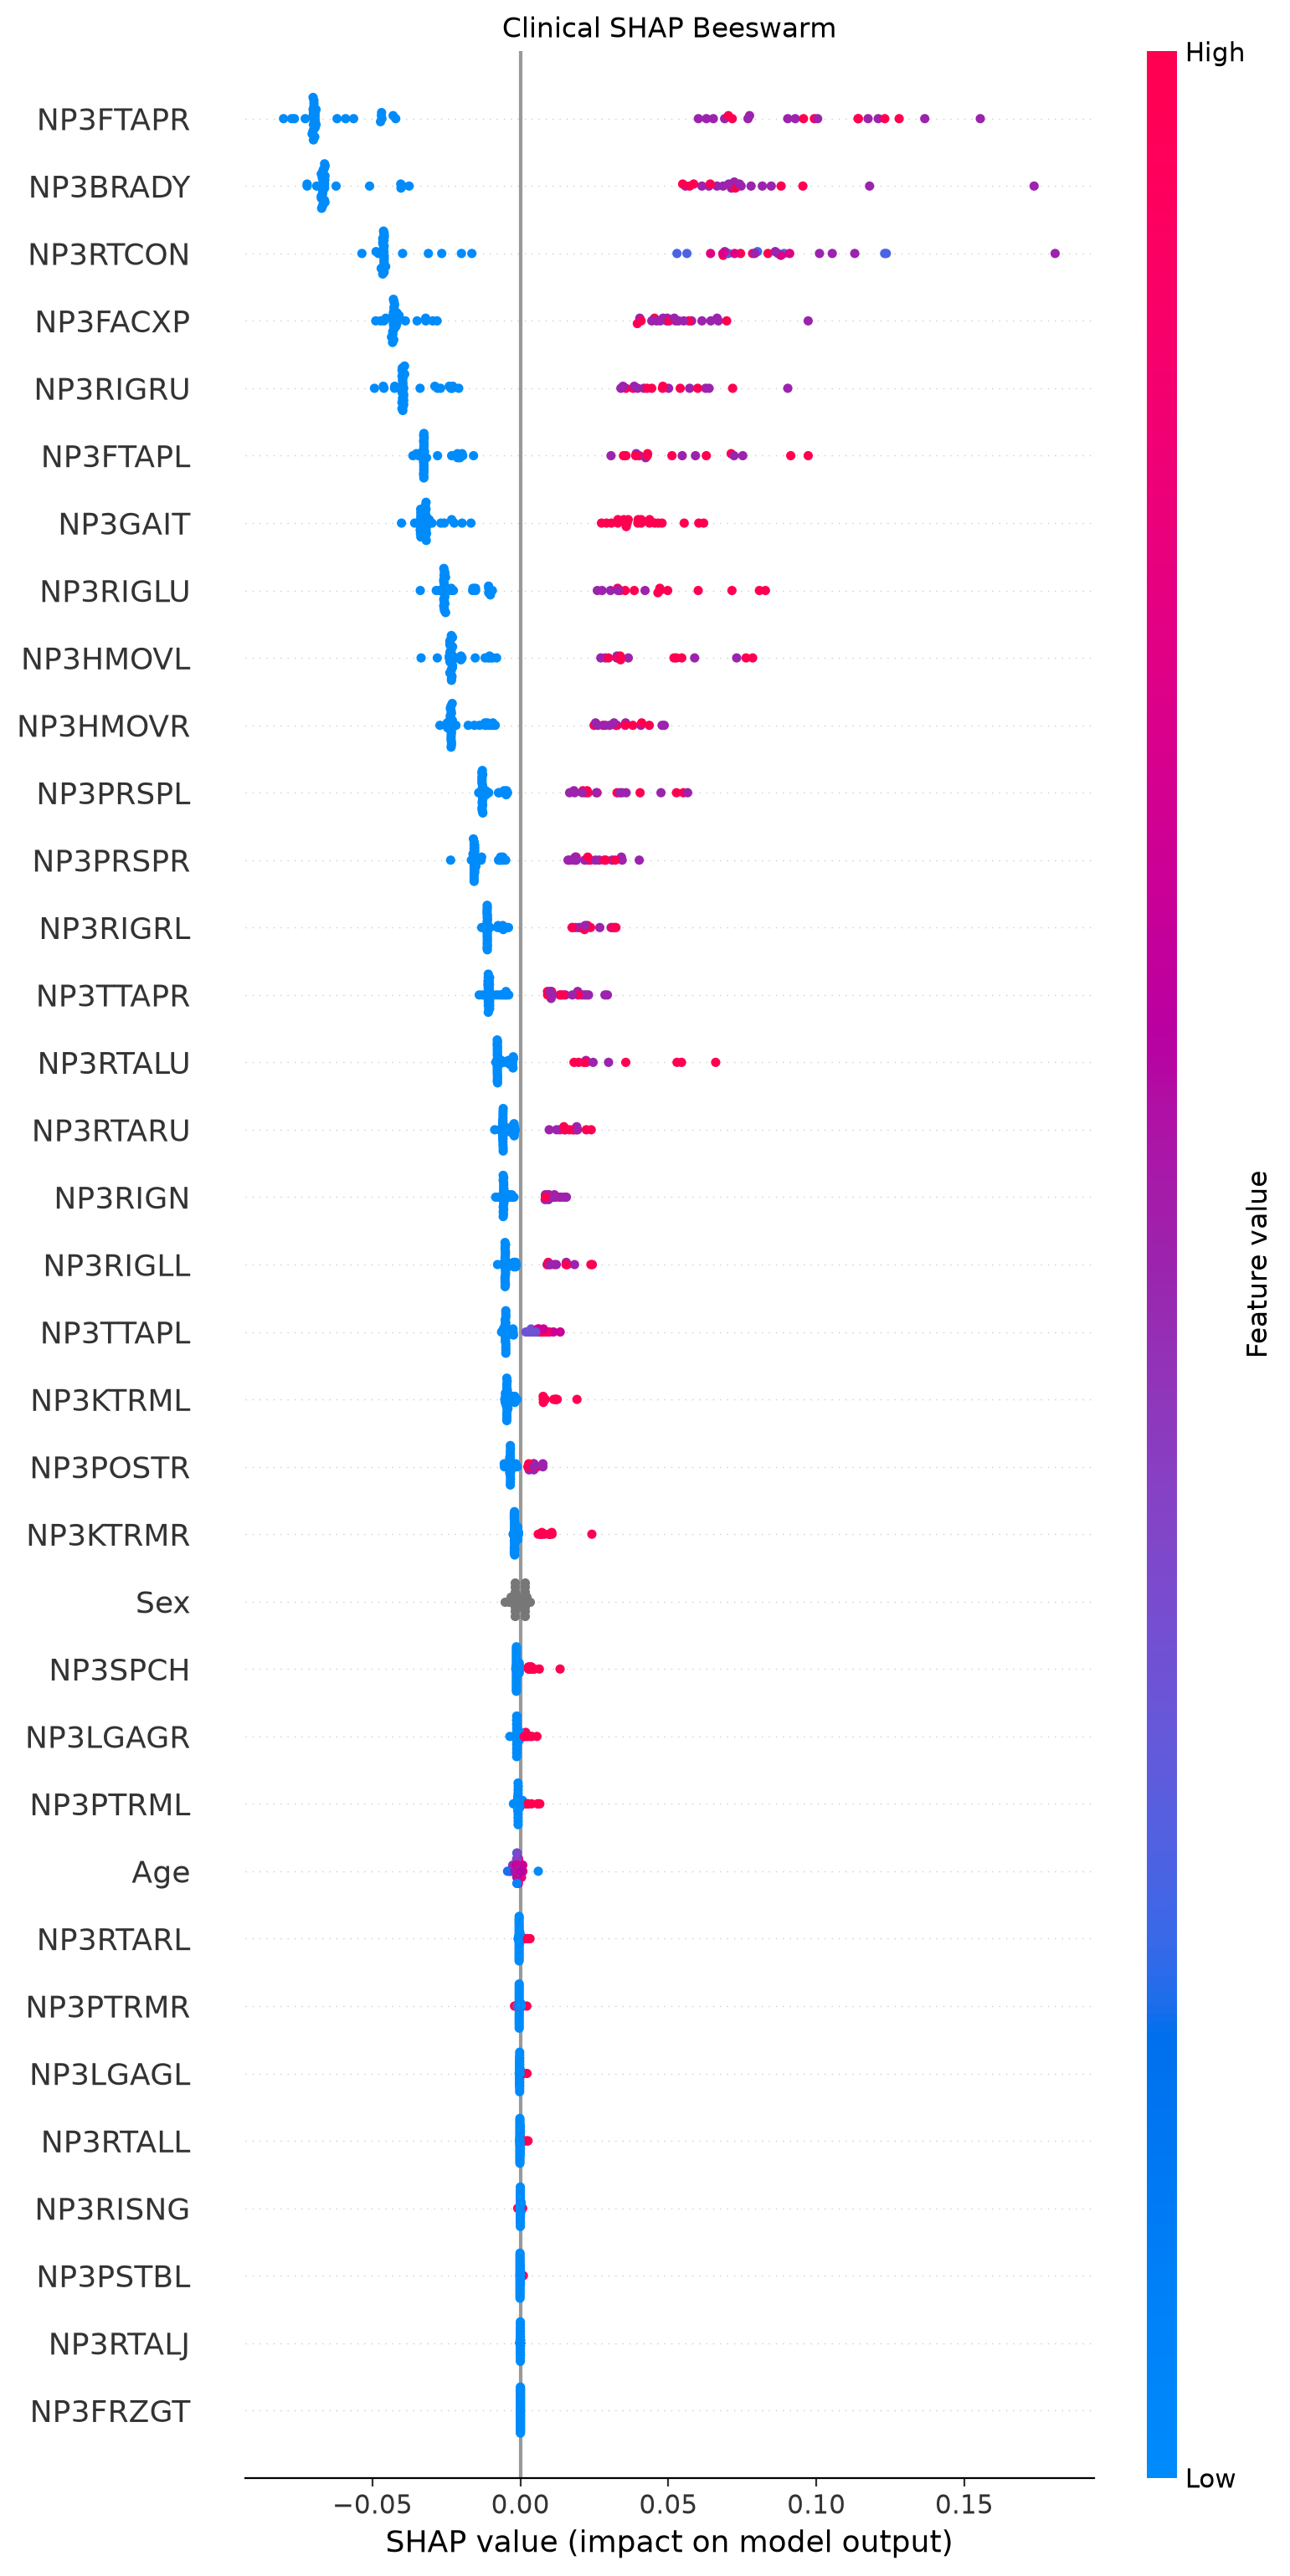 Clinical SHAP Beeswarm
High
NP3FTAPR
NP3BRADY
NP3RTCON
NP3FACXP
NP3RIGRU
NP3FTAPL
NP3GAIT
NP3RIGLU
NP3HMOVL
NP3HMOVR
NP3PRSPL
NP3PRSPR
NP3RIGRL
NP3TTAPR
NP3RTALU
NP3RTARU
NP3RIGN
NP3RIGLL
NP3TTAPL
NP3KTRML
NP3POSTR
NP3KTRMR
Sex
NP3SPCH
NP3LGAGR
NP3PTRML
Age
NP3RTARL
NP3PTRMR
NP3LGAGL
NP3RTALL
NP3RISNG
NP3PSTBL
NP3RTALJ
NP3FRZGT
Feature value
Low
−0.05 0.00 0.05 0.10 0.15
SHAP value (impact on model output)